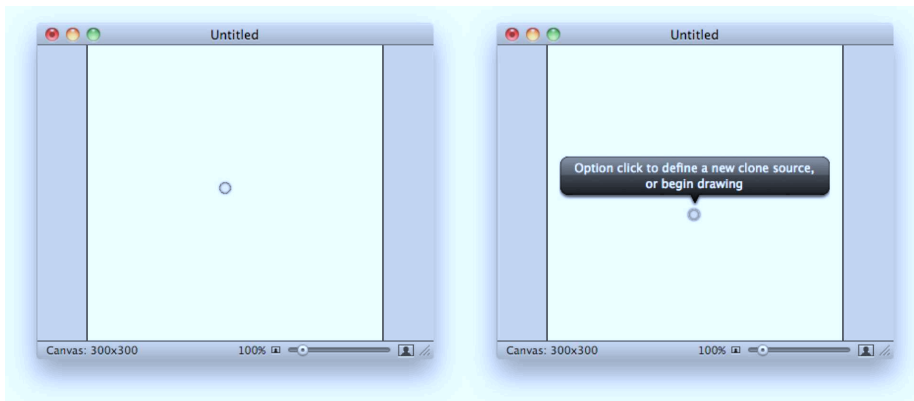 Untitled
Canvas: 300x300
100%
Untitled
Option click to define a new clone source,
or begin drawing
Canvas: 300x300
100%